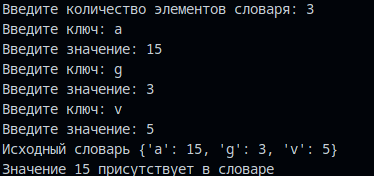 Введите количество элементов словаря: 3
Введите ключ: a
Введите значение: 15
Введите ключ: g
Введите значение: 3
Введите ключ: v
Введите значение: 5
Исходный словарь {'a': 15, 'g': 3, 'v': 5}
Значение 15 присутствует в словаре